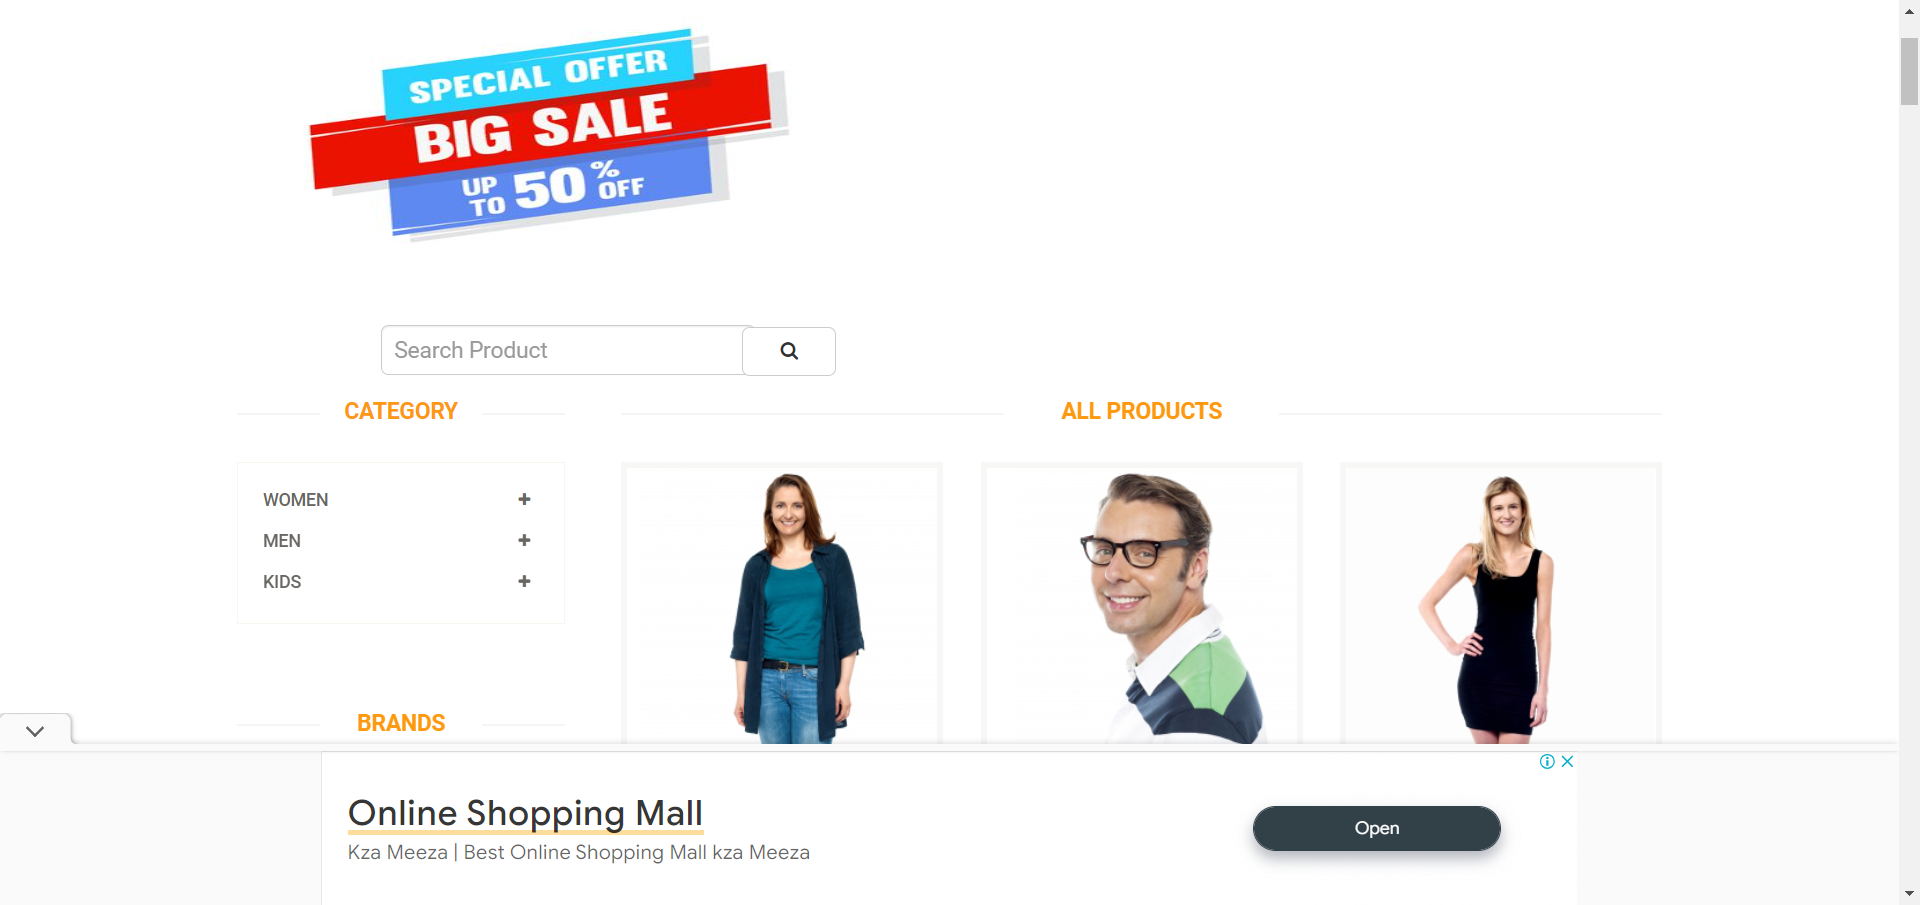 SPECIAL OFFER
BIG SALE
UP TO 50% OFF
Search Product
CATEGORY
ALL PRODUCTS
WOMEN
MEN
KIDS
BRANDS
Online Shopping Mall
Kza Meeza | Best Online Shopping Mall kza Meeza
Open